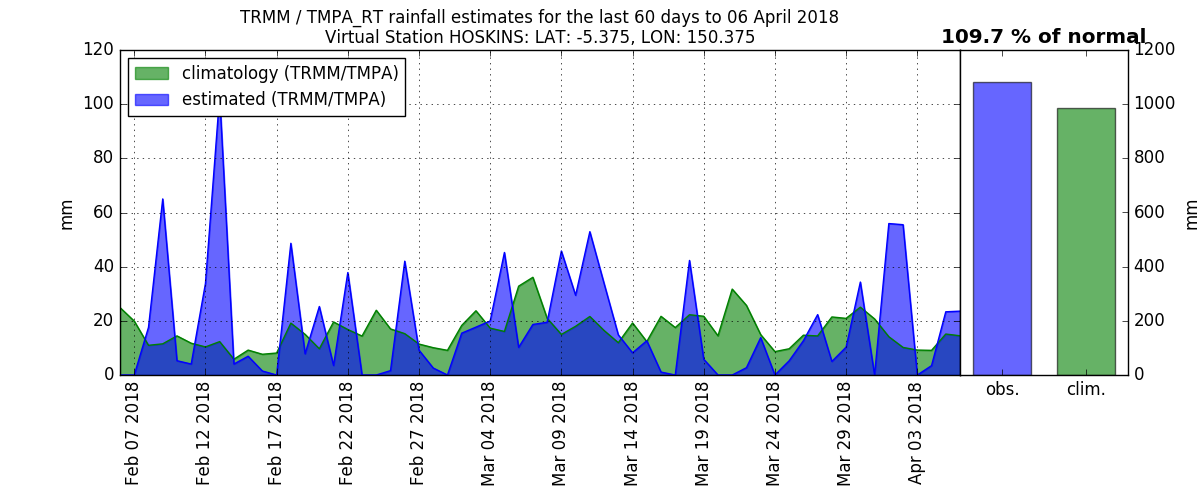 TRMM / TMPA_RT rainfall estimates for the last 60 days to 06 April 2018
Virtual Station HOSKINS: LAT: -5.375, LON: 150.375
109.7 % of normal
climatology (TRMM/TMPA)
estimated (TRMM/TMPA)
120
100
80
60
40
20
0
mm
1200
1000
800
600
400
200
0
mm
obs.
clim.
Feb 07 2018
Feb 12 2018
Feb 17 2018
Feb 22 2018
Feb 27 2018
Mar 04 2018
Mar 09 2018
Mar 14 2018
Mar 19 2018
Mar 24 2018
Mar 29 2018
Apr 03 2018